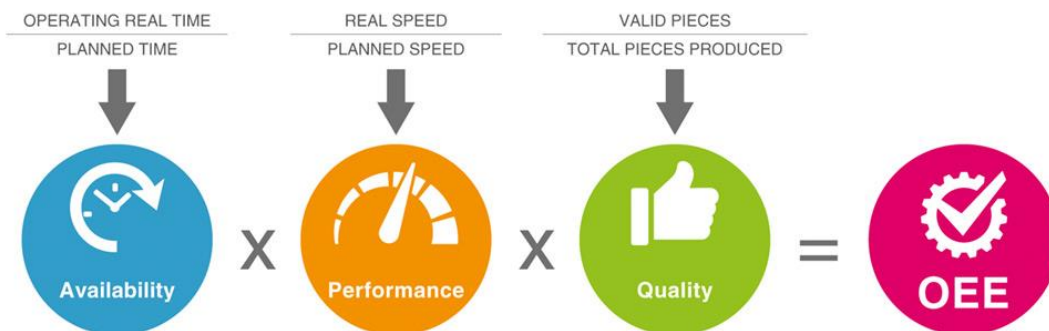 OPERATING REAL TIME
PLANNED TIME
REAL SPEED
PLANNED SPEED
VALID PIECES
TOTAL PIECES PRODUCED
Availability
X
Performance
X
Quality
=
OEE